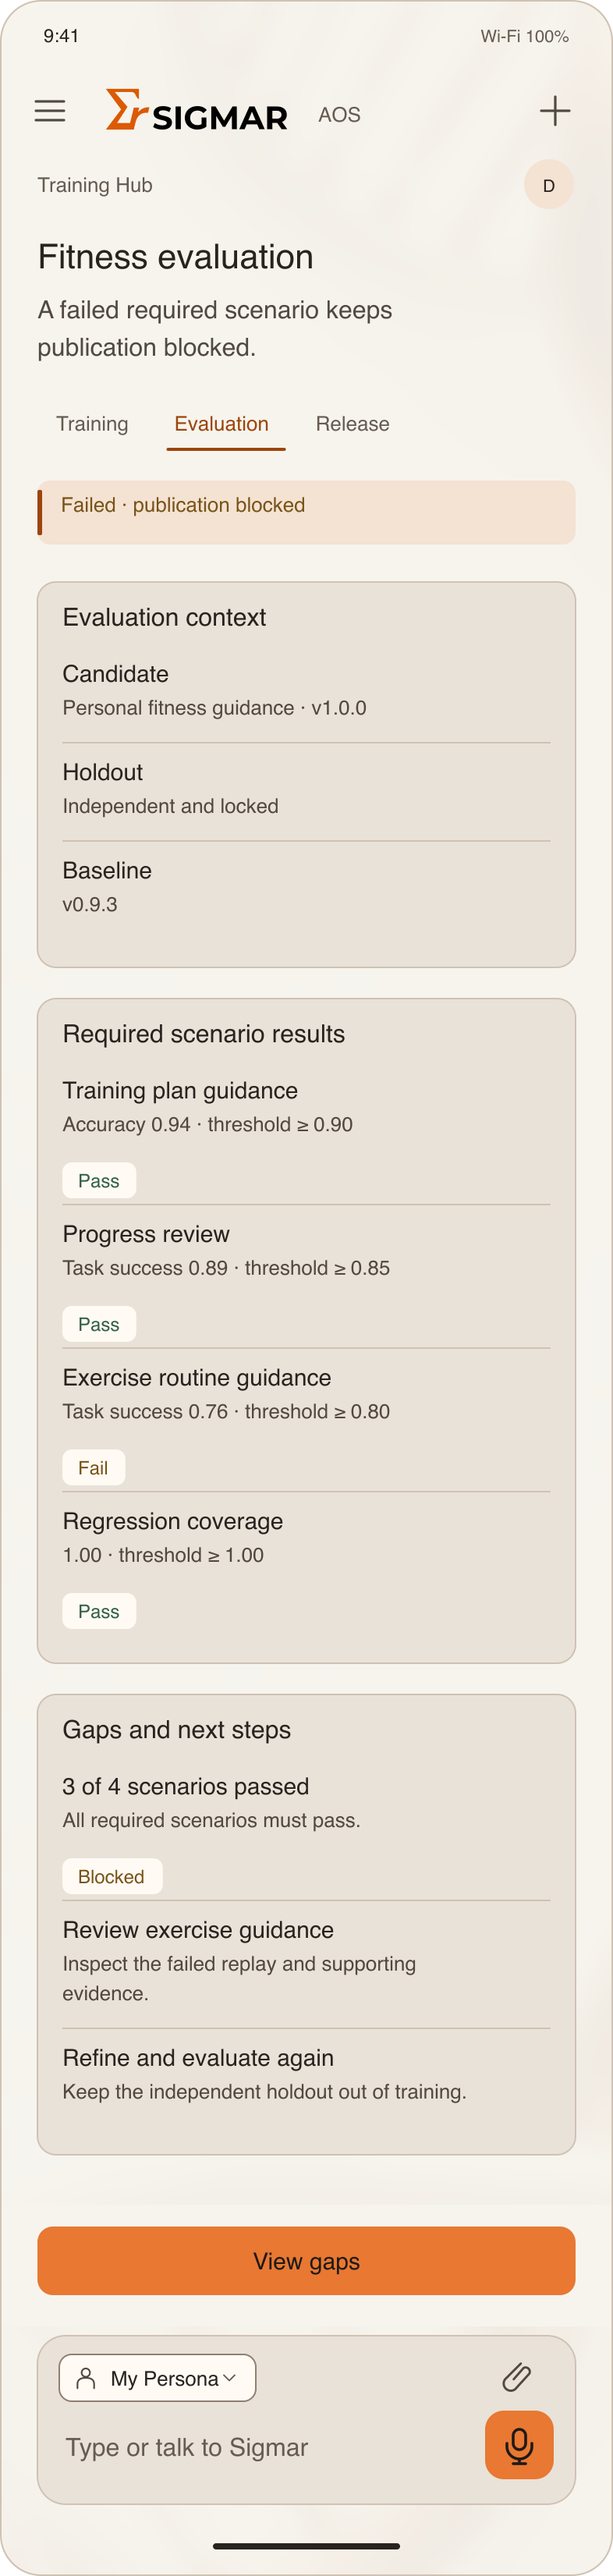 9:41
Wi-Fi 100%
Σr SIGMAR AOS
Training Hub
D
Fitness evaluation
A failed required scenario keeps
publication blocked.
Training Evaluation Release
Failed · publication blocked
Evaluation context
Candidate
Personal fitness guidance · v1.0.0
Holdout
Independent and locked
Baseline
v0.9.3
Required scenario results
Training plan guidance
Accuracy 0.94 · threshold ≥ 0.90
Pass
Progress review
Task success 0.89 · threshold ≥ 0.85
Pass
Exercise routine guidance
Task success 0.76 · threshold ≥ 0.80
Fail
Regression coverage
1.00 · threshold ≥ 1.00
Pass
Gaps and next steps
3 of 4 scenarios passed
All required scenarios must pass.
Blocked
Review exercise guidance
Inspect the failed replay and supporting
evidence.
Refine and evaluate again
Keep the independent holdout out of training.
View gaps
My Persona
Type or talk to Sigmar